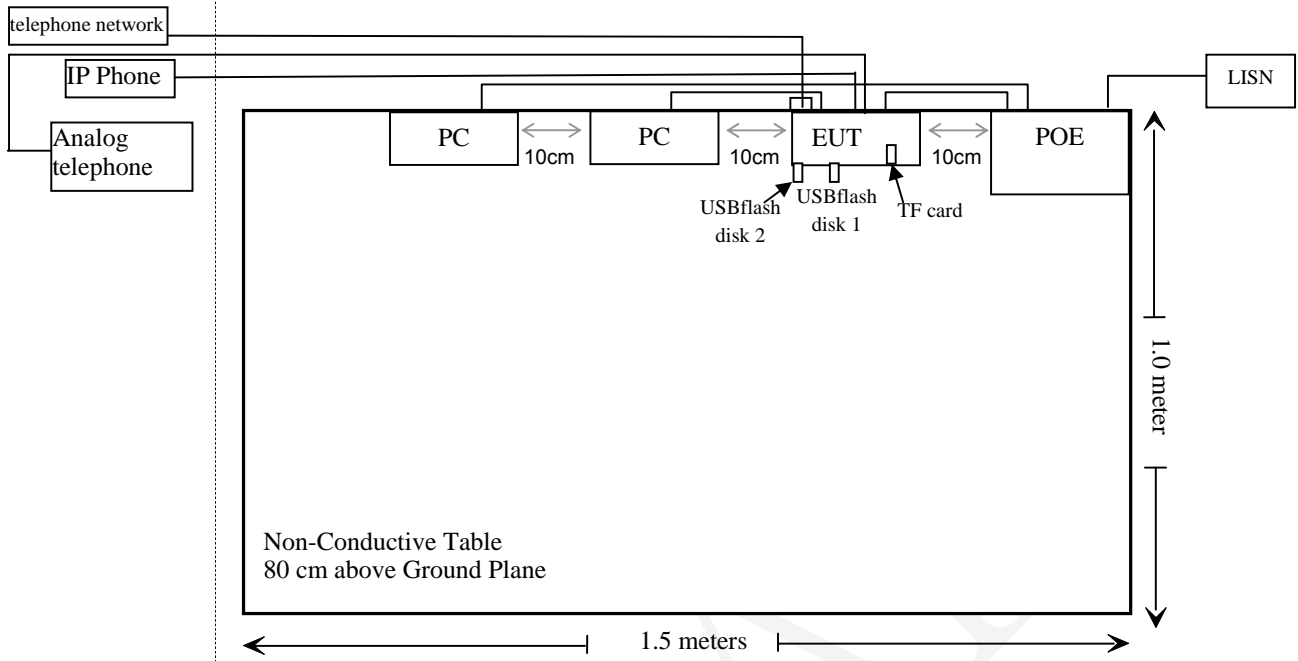 telephone network
IP Phone
LISN
Analog
telephone
PC
10cm
PC
10cm
EUT
10cm
POE
USBflash
disk 2
USBflash
disk 1
TF card
1.0 meter
Non-Conductive Table
80 cm above Ground Plane
1.5 meters